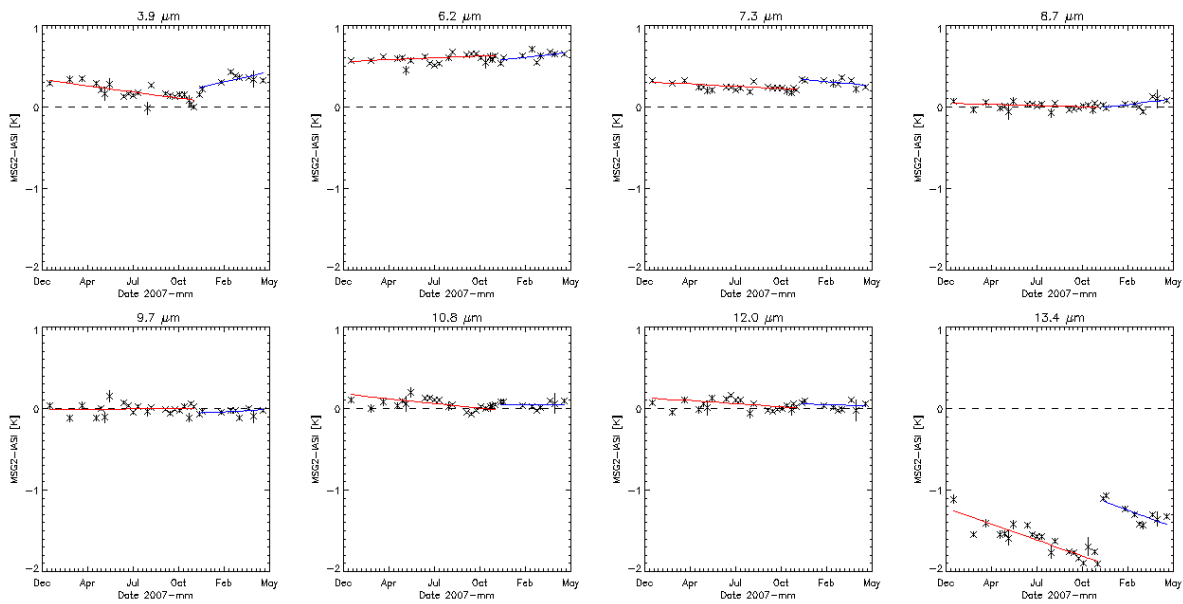 3.9 μm
6.2 μm
7.3 μm
8.7 μm
1
0
−1
−2
MSG2−IASI [K]
Dec Apr Jul Oct Feb May
Date 2007−mm
1
0
−1
−2
MSG2−IASI [K]
Dec Apr Jul Oct Feb May
Date 2007−mm
1
0
−1
−2
MSG2−IASI [K]
Dec Apr Jul Oct Feb May
Date 2007−mm
1
0
−1
−2
MSG2−IASI [K]
Dec Apr Jul Oct Feb May
Date 2007−mm
9.7 μm
10.8 μm
12.0 μm
13.4 μm
1
0
−1
−2
MSG2−IASI [K]
Dec Apr Jul Oct Feb May
Date 2007−mm
1
0
−1
−2
MSG2−IASI [K]
Dec Apr Jul Oct Feb May
Date 2007−mm
1
0
−1
−2
MSG2−IASI [K]
Dec Apr Jul Oct Feb May
Date 2007−mm
1
0
−1
−2
MSG2−IASI [K]
Dec Apr Jul Oct Feb May
Date 2007−mm